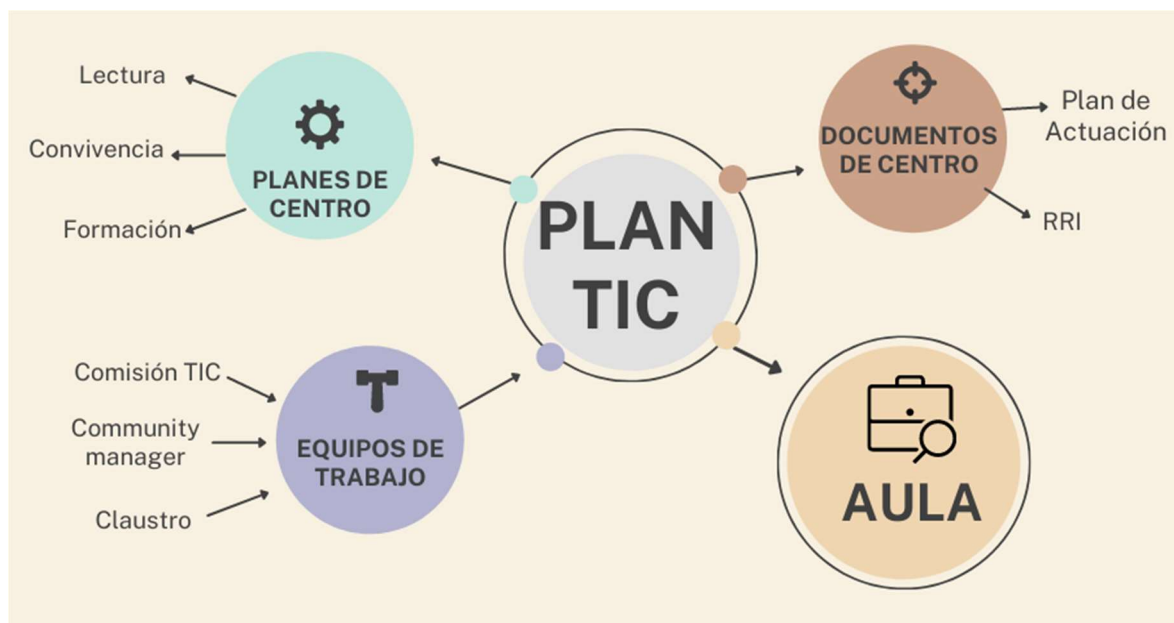 Lectura
Convivencia
Formación
PLANES DE
CENTRO
PLAN
TIC
DOCUMENTOS
DE CENTRO
Plan de
Actuación
RRI
Comisión TIC
Community
manager
Claustro
EQUIPOS DE
TRABAJO
AULA